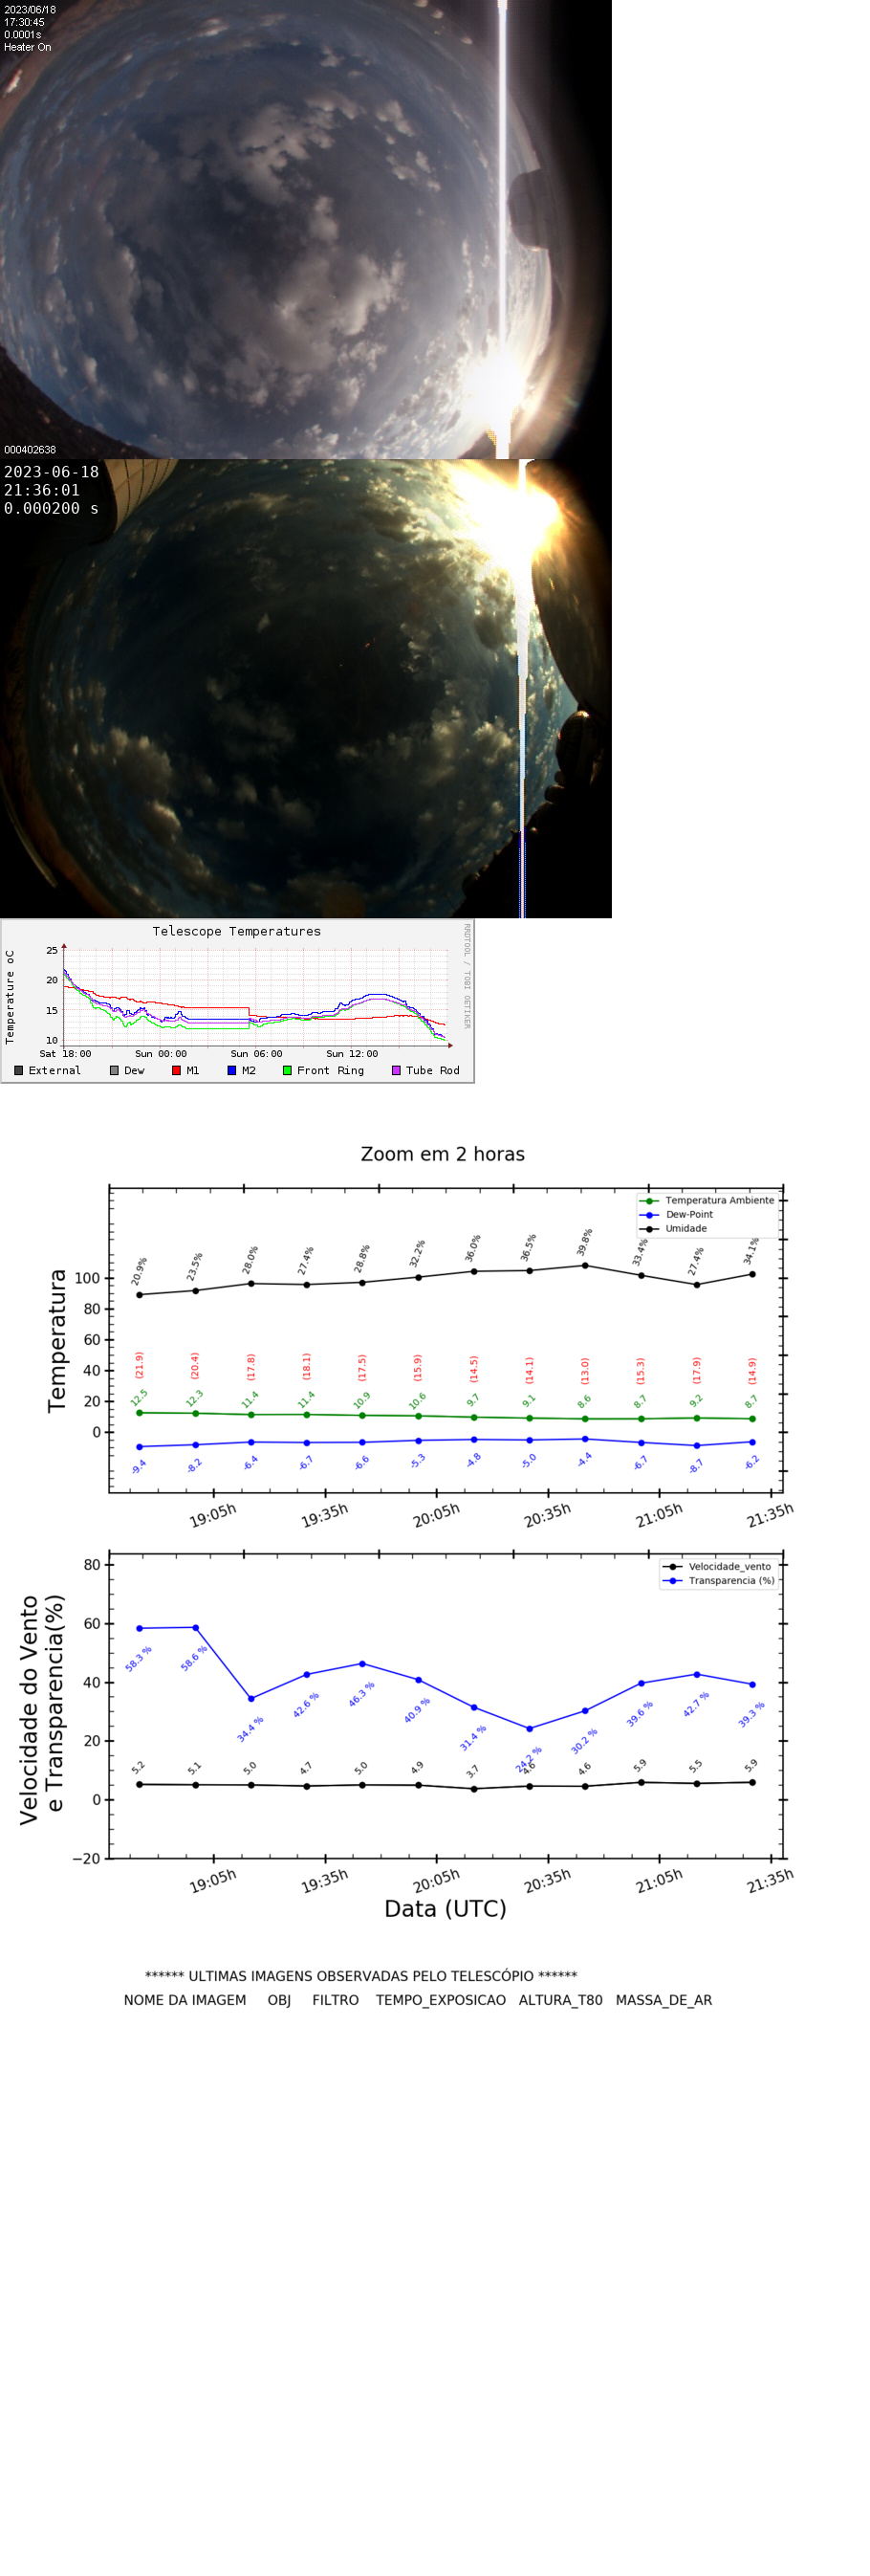 2023/06/18
17:30:45
0.0001s
Heater On
000402638
2023-06-18
21:36:01
0.000200 s
Telescope Temperatures
RRDTOOL / TOBI OETIKER
Temperature oC
25
20
15
10
Sat 18:00 Sun 00:00 Sun 06:00 Sun 12:00
External Dew M1 M2 Front Ring Tube Rod
Zoom em 2 horas
Temperatura Ambiente
Dew-Point
Umidade
Temperatura
100
80
60
40
20
0
20.9% 23.5% 28.0% 27.4% 28.8% 32.2% 36.0% 36.5% 39.8% 33.4% 27.4% 34.1%
(21.9) (20.4) (17.8) (18.1) (17.5) (15.9) (14.5) (14.1) (13.0) (15.3) (17.9) (14.9)
12.5 12.3 11.4 11.4 10.9 10.6 9.7 9.1 8.6 8.7 9.2 8.7
-9.4 -8.2 -6.4 -6.7 -6.6 -5.3 -4.8 -5.0 -4.4 -6.7 -8.7 -6.2
19:05h 19:35h 20:05h 20:35h 21:05h 21:35h
Velocidade_vento
Transparencia (%)
Velocidade do Vento
e Transparencia(%)
80
60
40
20
0
−20
58.3 % 58.6 % 34.4 % 42.6 % 46.3 % 40.9 % 31.4 % 24.2 % 30.2 % 39.6 % 42.7 % 39.3 %
5.2 5.1 5.0 4.7 5.0 4.9 3.7 4.6 4.6 5.9 5.5 5.9
19:05h 19:35h 20:05h 20:35h 21:05h 21:35h
Data (UTC)
****** ULTIMAS IMAGENS OBSERVADAS PELO TELESCÓPIO ******
NOME DA IMAGEM OBJ FILTRO TEMPO_EXPOSICAO ALTURA_T80 MASSA_DE_AR